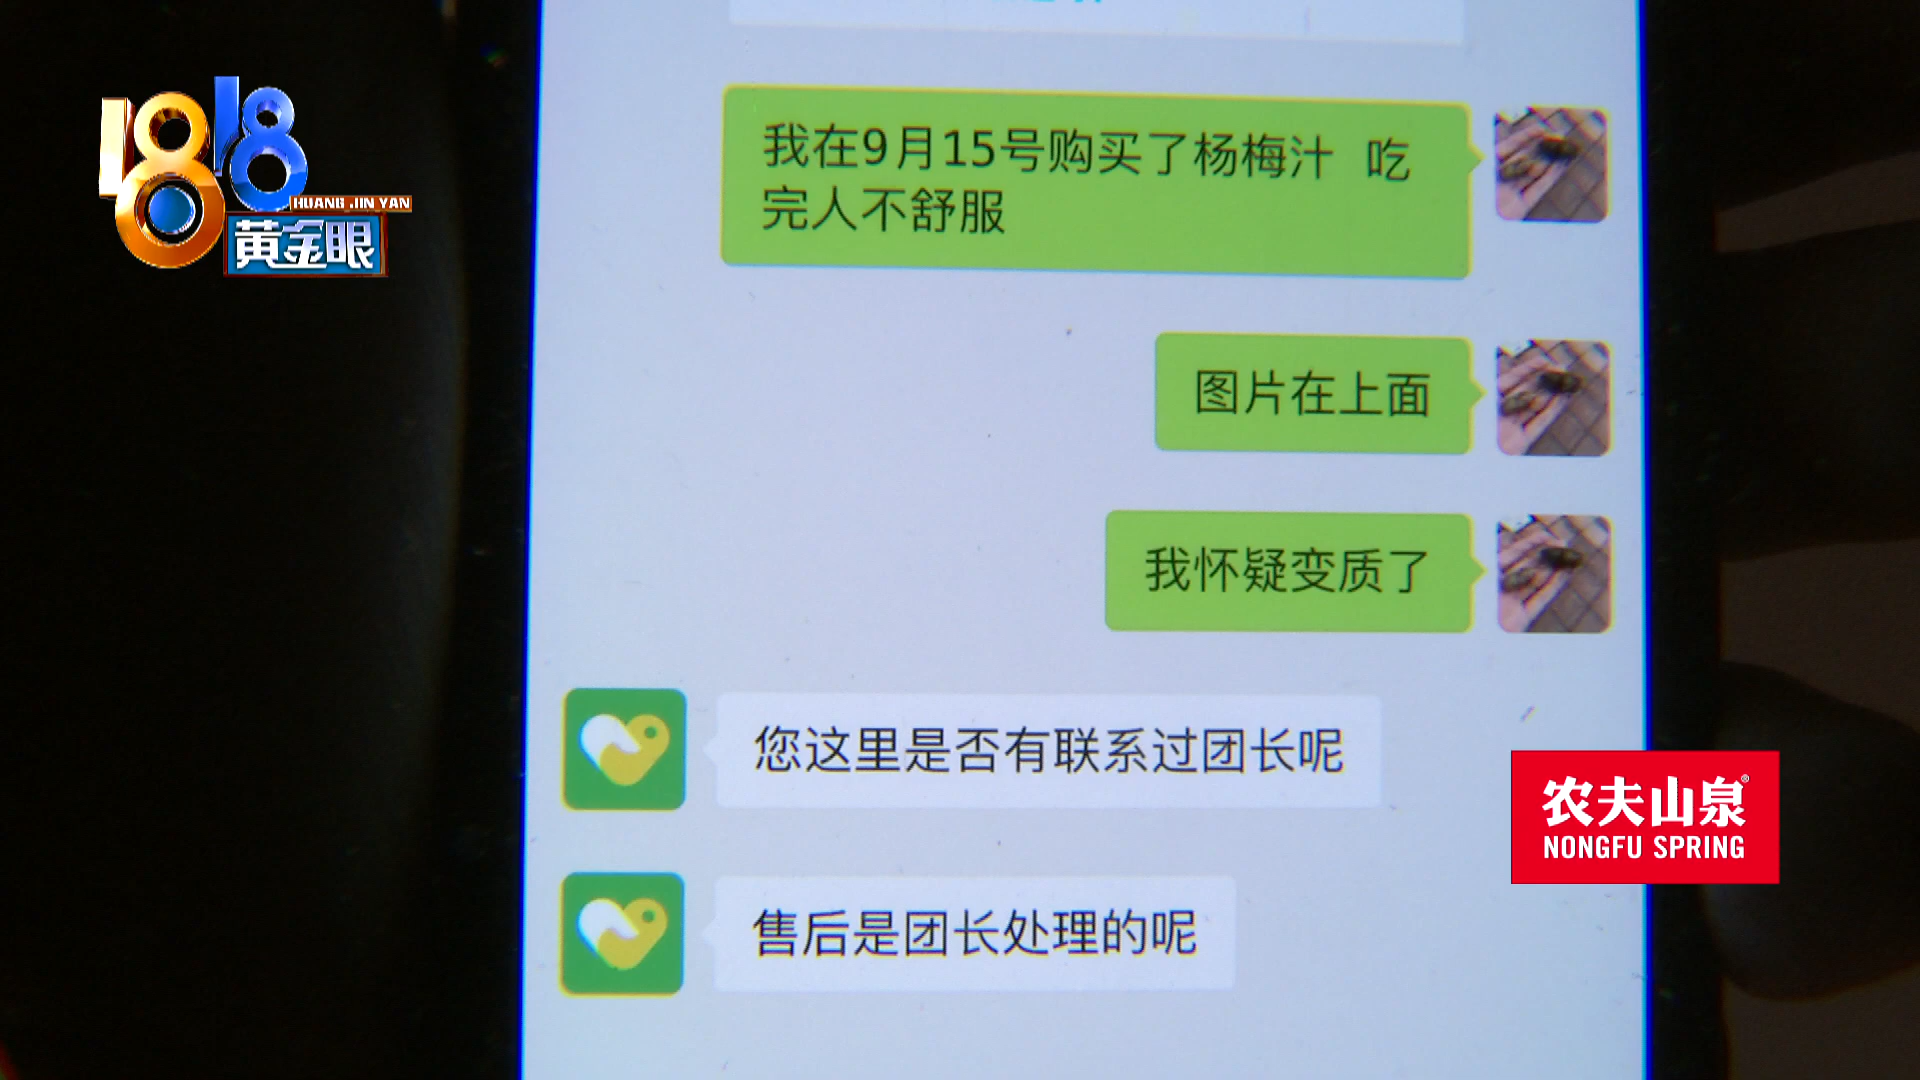 1818
HUANG JIN YAN
黄金眼
我在9月15号购买了杨梅汁 吃
完人不舒服
图片在上面
我怀疑变质了
您这里是否有联系过团长呢
售后是团长处理的呢
农夫山泉®
NONGFU SPRING